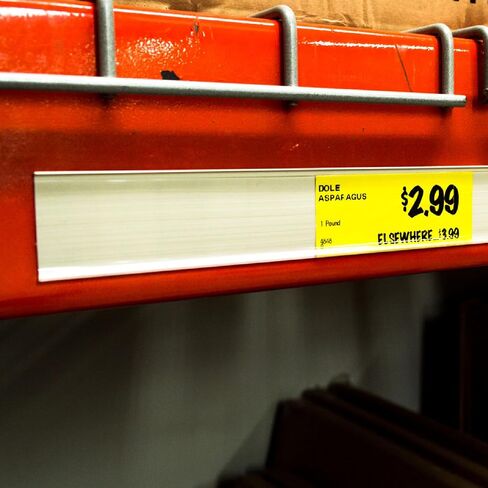 DOLE
ASPARAGUS
$2.99
1 Pound
ELSEWHERE $3.99